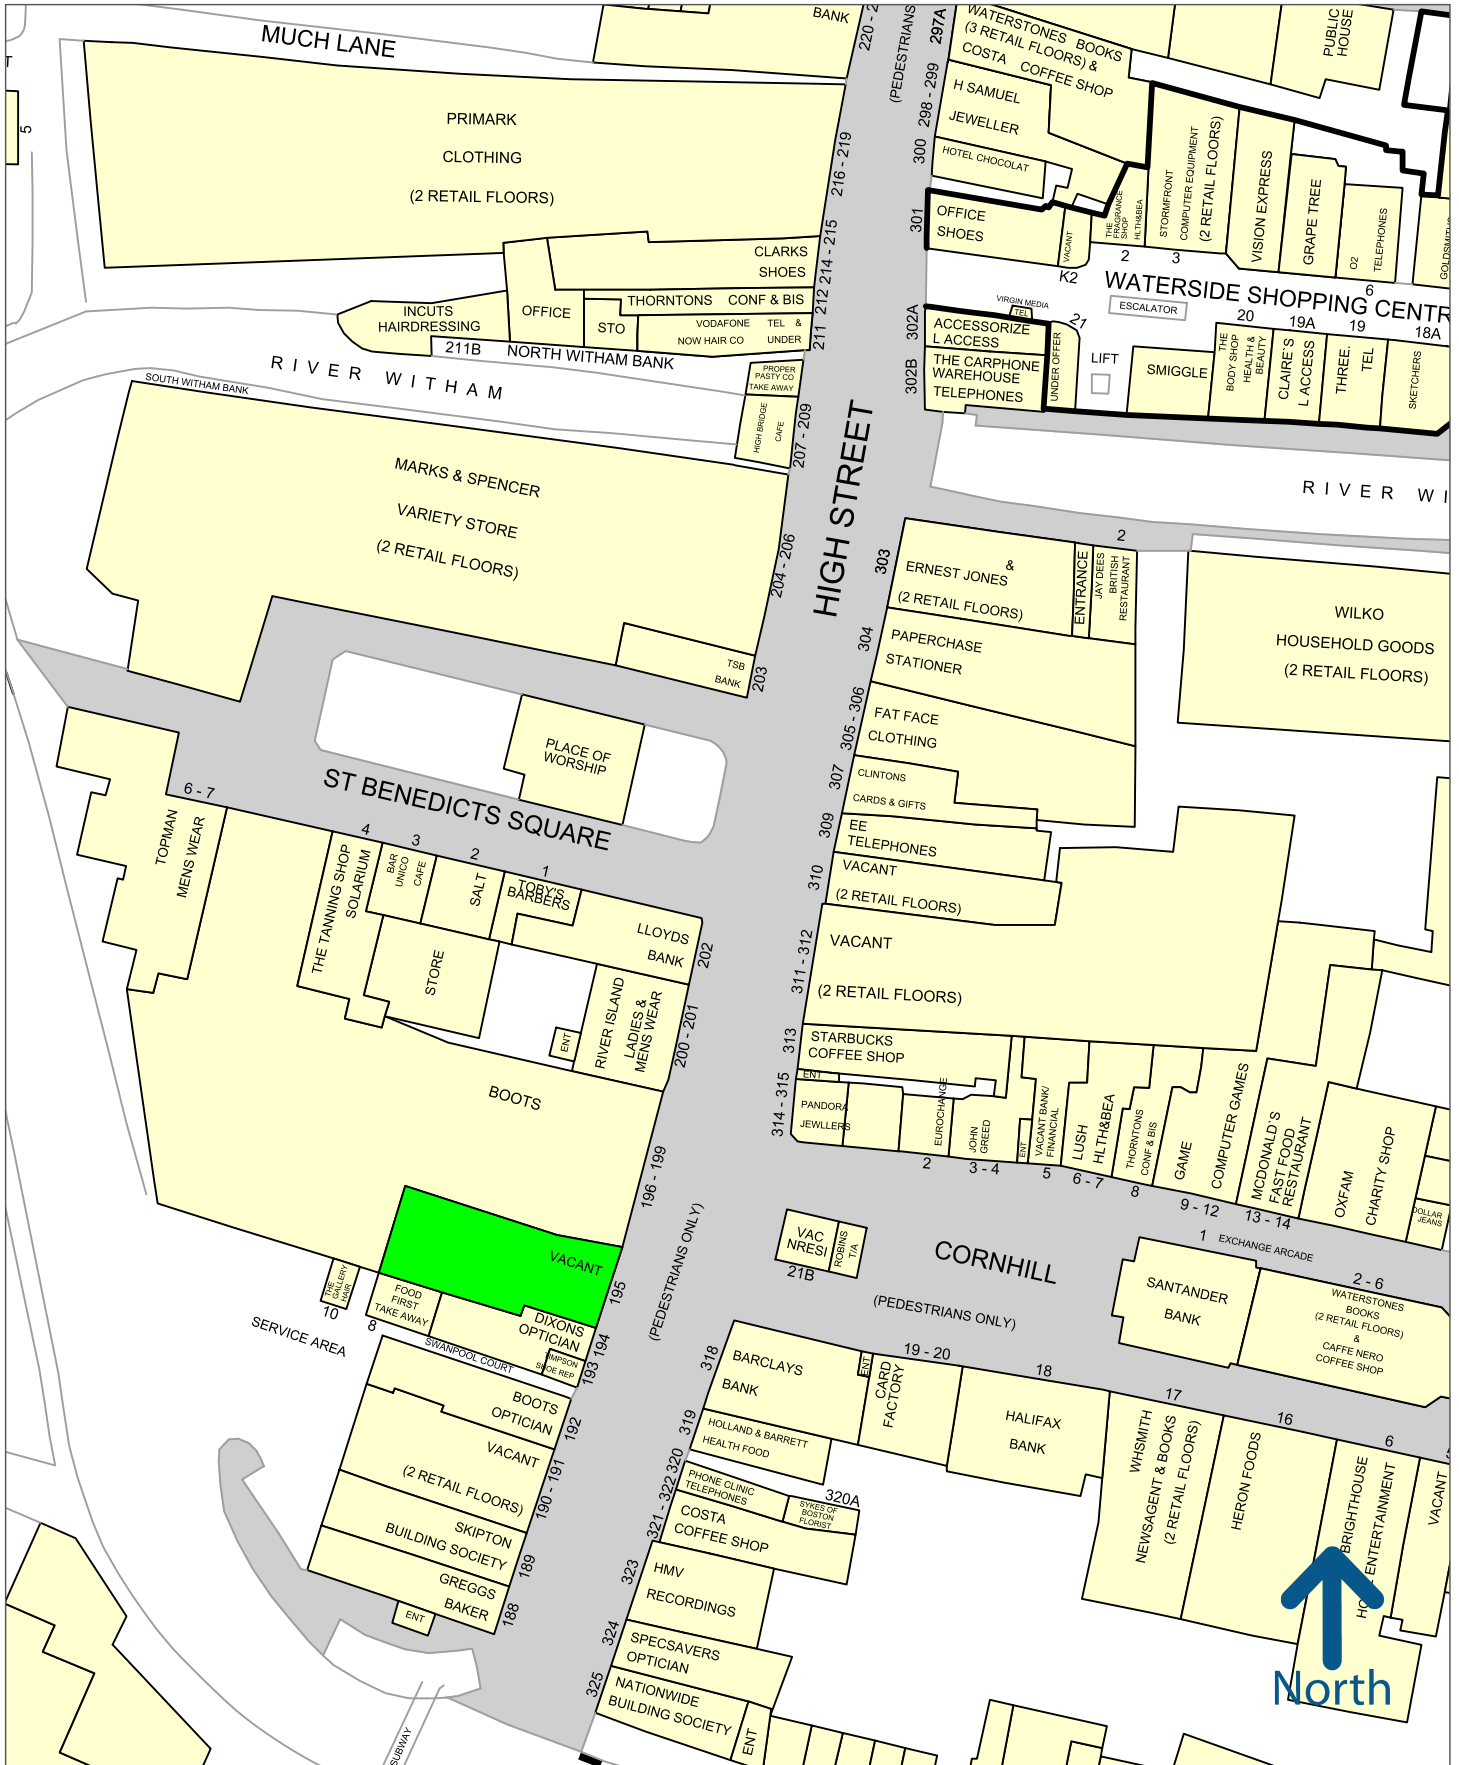 MUCH LANE
T
5
BANK
220 - 2
(PEDESTRIANS
297A
WATERSTONES BOOKS
(3 RETAIL FLOORS) &
COSTA COFFEE SHOP
PUBLIC
HOUSE
PRIMARK
CLOTHING
(2 RETAIL FLOORS)
216 - 219
298 - 299
H SAMUEL
JEWELLER
300
HOTEL CHOCOLAT
301
OFFICE
SHOES
VACANT
K2
THE
FRAGRANCE
SHOP
HLTH&BEA
2
STORMFRONT
COMPUTER EQUIPMENT
(2 RETAIL FLOORS)
3
VISION EXPRESS
GRAPE TREE
O2
TELEPHONES
6
WATERSIDE SHOPPING CENTR
ESCALATOR
CLARKS
SHOES
214 - 215
THORNTONS CONF & BIS
212
OFFICE
STO
VODAFONE TEL &
NOW HAIR CO UNDER
211
INCUTS
HAIRDRESSING
211B
NORTH WITHAM BANK
RIVER WITHAM
SOUTH WITHAM BANK
PROPER
PASTY CO
TAKE AWAY
HIGH BRIDGE
CAFE
207 - 209
VIRGIN MEDIA
TEL
302A
ACCESSORIZE
L ACCESS
302B
THE CARPHONE
WAREHOUSE
TELEPHONES
UNDER OFFER
21
LIFT
SMIGGLE
20
THE
BODY SHOP
HEALTH &
BEAUTY
19A
CLAIRE`S
L ACCESS
19
THREE.
TEL
18A
SKETCHERS
RIVER WI
MARKS & SPENCER
VARIETY STORE
(2 RETAIL FLOORS)
204 - 206
HIGH STREET
TSB
BANK
203
303
&
ERNEST JONES
(2 RETAIL FLOORS)
ENTRANCE
2
JAY DEES
BRITISH
RESTAURANT
WILKO
HOUSEHOLD GOODS
(2 RETAIL FLOORS)
304
PAPERCHASE
STATIONER
305 - 306
FAT FACE
CLOTHING
307
CLINTONS
CARDS & GIFTS
309
EE
TELEPHONES
310
VACANT
(2 RETAIL FLOORS)
311 - 312
VACANT
(2 RETAIL FLOORS)
PLACE OF
WORSHIP
ST BENEDICTS SQUARE
6 - 7
TOPMAN
MENS WEAR
4
THE TANNING SHOP
SOLARIUM
3
BAR
UNICO
CAFE
2
SALT
1
TOBY'S
BARBERS
LLOYDS
BANK
202
STORE
ENT
RIVER ISLAND
LADIES &
MENS WEAR
200 - 201
BOOTS
196 - 199
313
STARBUCKS
COFFEE SHOP
ENT
314 - 315
PANDORA
JEWLLERS
EUROCHANGE
2
JOHN
GREED
3 - 4
ENT
VACANT BANK/
FINANCIAL
5
LUSH
HLTH&BEA
6 - 7
THORNTONS
CONF & BIS
8
GAME
COMPUTER GAMES
9 - 12
MCDONALD`S
FAST FOOD
RESTAURANT
13 - 14
OXFAM
CHARITY SHOP
DOLLAR
JEANS
VACANT
195
(PEDESTRIANS ONLY)
VAC
NRESI
ROBINS
T/A
21B
CORNHILL
(PEDESTRIANS ONLY)
1
EXCHANGE ARCADE
SANTANDER
BANK
2 - 6
WATERSTONES
BOOKS
(2 RETAIL FLOORS)
&
CAFFE NERO
COFFEE SHOP
THE
GALLERY
HAIR
10
FOOD
FIRST
TAKE AWAY
8
SERVICE AREA
DIXONS
OPTICIAN
194
SHOE REP
193
SWANPOOL COURT
BOOTS
OPTICIAN
192
VACANT
(2 RETAIL FLOORS)
190 - 191
SKIPTON
BUILDING SOCIETY
189
GREGGS
BAKER
188
ENT
318
BARCLAYS
BANK
ENT
CARD
FACTORY
19 - 20
18
HALIFAX
BANK
17
WHSMITH
NEWSAGENT & BOOKS
(2 RETAIL FLOORS)
16
HERON FOODS
6
BRIGHTHOUSE
ENTERTAINMENT
VACANT
319
HOLLAND & BARRETT
HEALTH FOOD
320
321 - 322
PHONE CLINIC
TELEPHONES
320A
SYKES OF
BOSTON
FLORIST
COSTA
COFFEE SHOP
323
HMV
RECORDINGS
324
SPECSAVERS
OPTICIAN
325
NATIONWIDE
BUILDING SOCIETY
ENT
SUBWAY
North